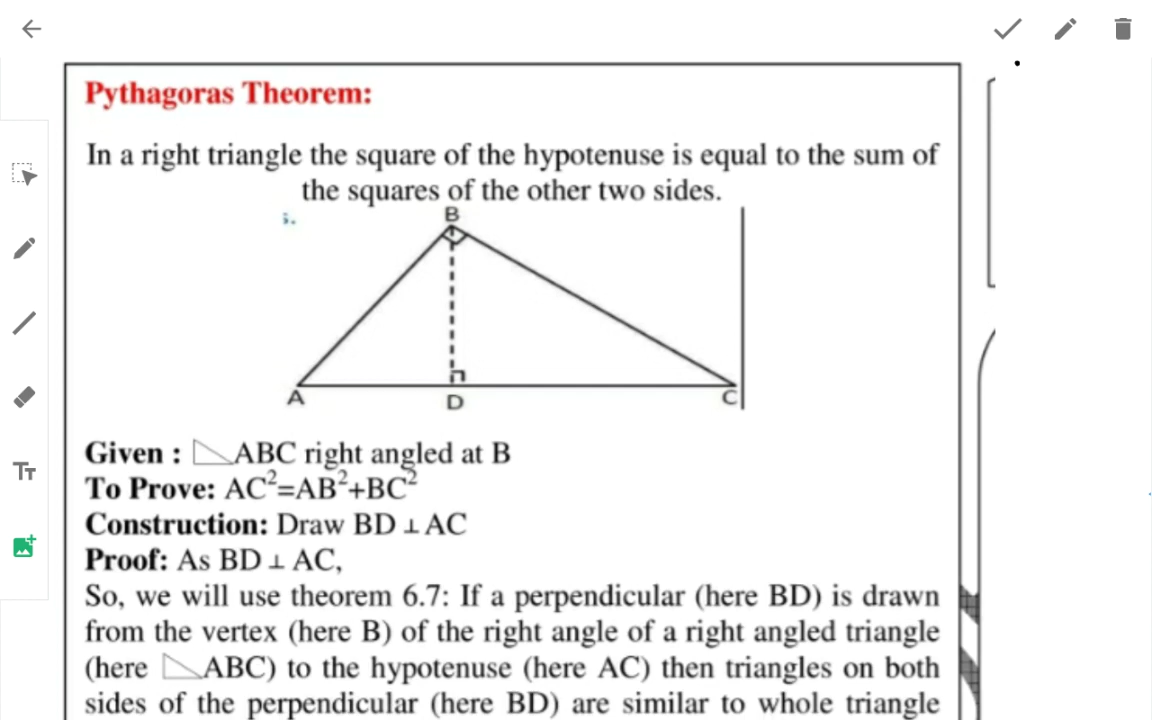 Pythagoras Theorem:
In a right triangle the square of the hypotenuse is equal to the sum of
the squares of the other two sides.
B
A
D
C
Given : ABC right angled at B
To Prove: AC²=AB²+BC²
Construction: Draw BD ⊥ AC
Proof: As BD ⊥ AC,
So, we will use theorem 6.7: If a perpendicular (here BD) is drawn
from the vertex (here B) of the right angle of a right angled triangle
(here ABC) to the hypotenuse (here AC) then triangles on both
sides of the perpendicular (here BD) are similar to whole triangle
Tт